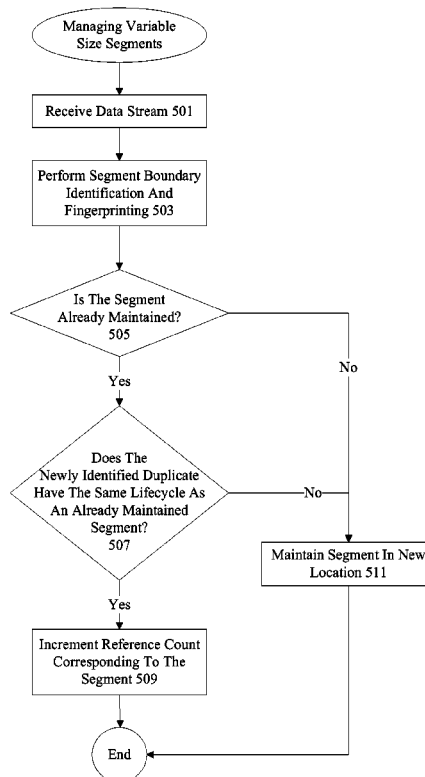 Managing Variable
Size Segments
Receive Data Stream 501
Perform Segment Boundary
Identification And
Fingerprinting 503
Is The Segment
Already Maintained?
505
No
Yes
Does The
Newly Identified Duplicate
Have The Same Lifecycle As
An Already Maintained
Segment?
507
No
Maintain Segment In New
Location 511
Yes
Increment Reference Count
Corresponding To The
Segment 509
End